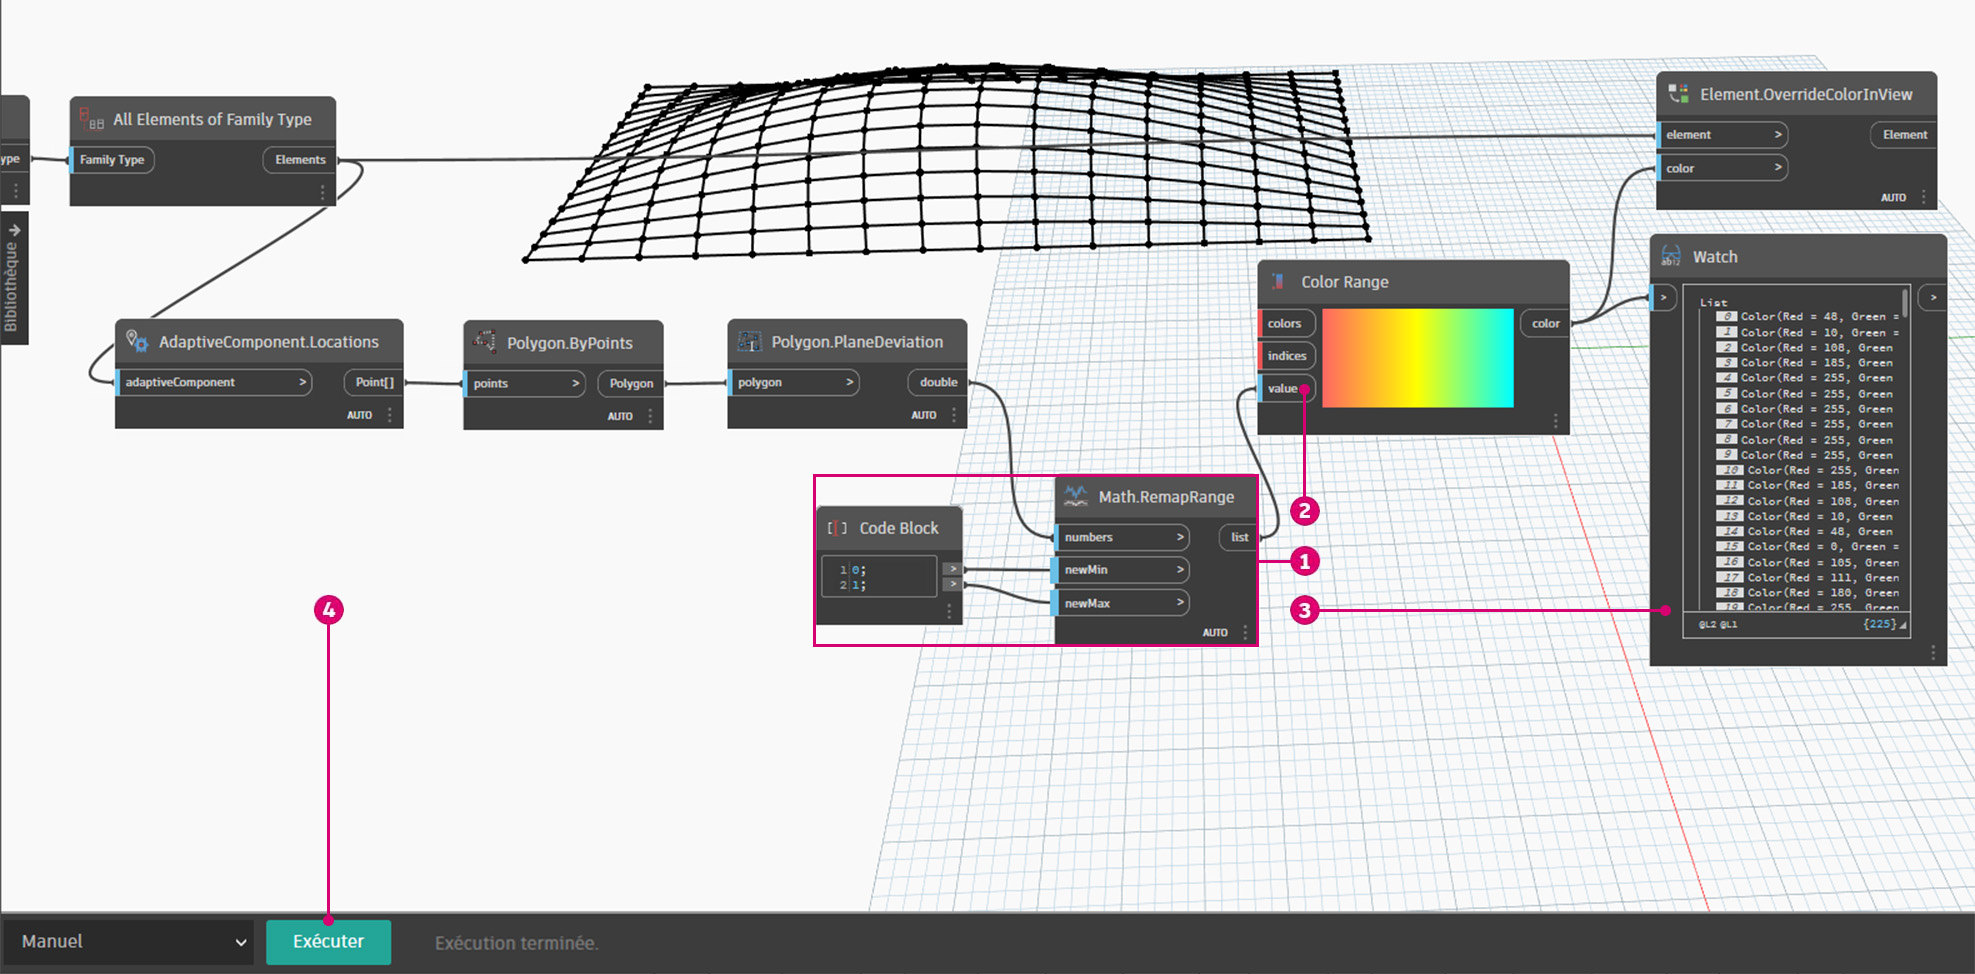 ype
Bibliothèque
All Elements of Family Type
Family Type
Elements
AdaptiveComponent.Locations
adaptiveComponent >
Point[]
AUTO
Polygon.ByPoints
points >
Polygon
AUTO
Polygon.PlaneDeviation
polygon >
double
AUTO
Code Block
1 0; >
2 1; >
Math.RemapRange
numbers >
list
newMin >
newMax >
AUTO
Color Range
colors
color
indices
value
Element.OverrideColorInView
element >
Element
color >
AUTO
Watch
>
>
List
0 Color(Red = 48, Green =
1 Color(Red = 10, Green =
2 Color(Red = 108, Green
3 Color(Red = 185, Green
4 Color(Red = 255, Green
5 Color(Red = 255, Green
6 Color(Red = 255, Green
7 Color(Red = 255, Green
8 Color(Red = 255, Green
9 Color(Red = 255, Green
10 Color(Red = 255, Green
11 Color(Red = 185, Green
12 Color(Red = 108, Green
13 Color(Red = 10, Green
14 Color(Red = 48, Green
15 Color(Red = 0, Green =
16 Color(Red = 105, Green
17 Color(Red = 111, Green
18 Color(Red = 180, Green
19 Color(Red = 255, Green
@L2 @L1 {225}
2
1
3
4
Manuel
Exécuter
Exécution terminée.